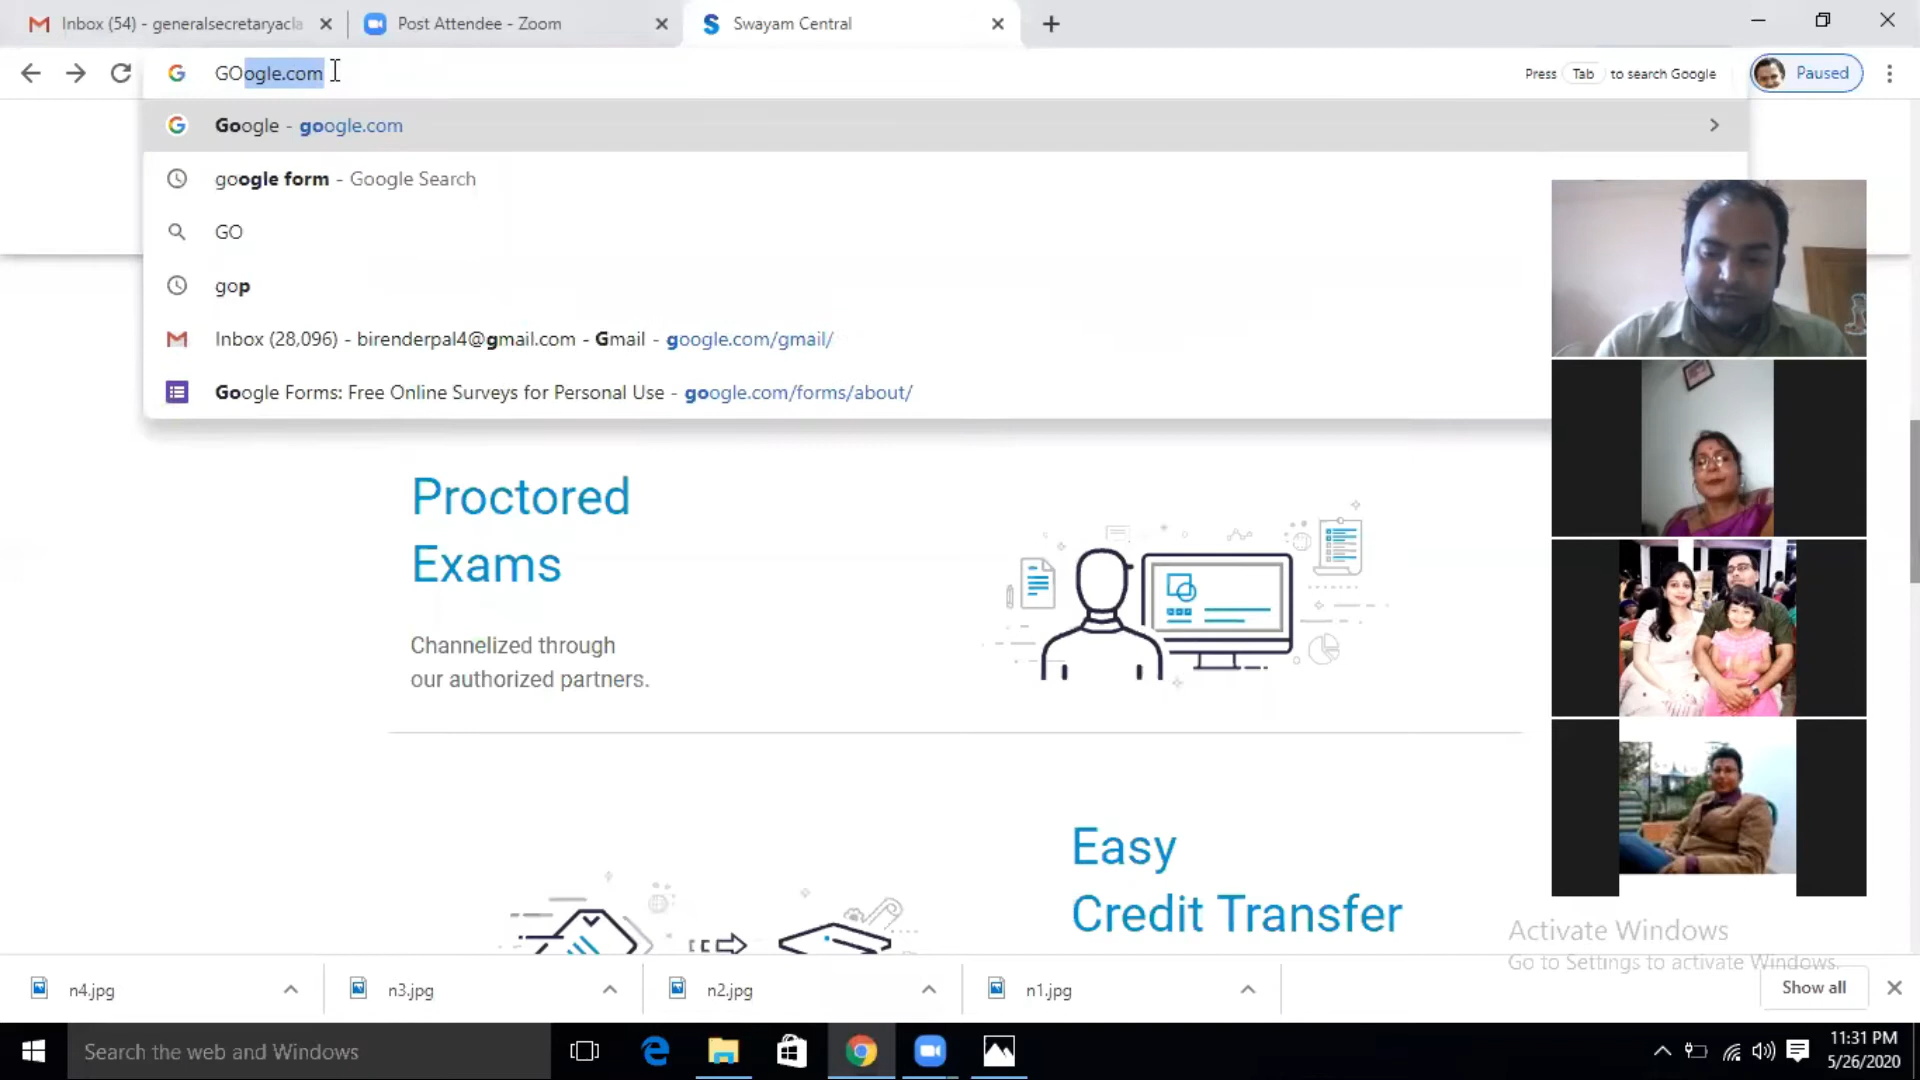 Inbox (54) - generalsecretaryacla
Post Attendee - Zoom
Swayam Central
GOogle.com
Press Tab to search Google
Paused
Google - google.com
google form - Google Search
GO
gop
Inbox (28,096) - birenderpal4@gmail.com - Gmail - google.com/gmail/
Google Forms: Free Online Surveys for Personal Use - google.com/forms/about/
Proctored
Exams
Channelized through
our authorized partners.
Easy
Credit Transfer
Activate Windows
Go to Settings to activate Windows.
n4.jpg
n3.jpg
n2.jpg
n1.jpg
Show all
Search the web and Windows
11:31 PM
5/26/2020